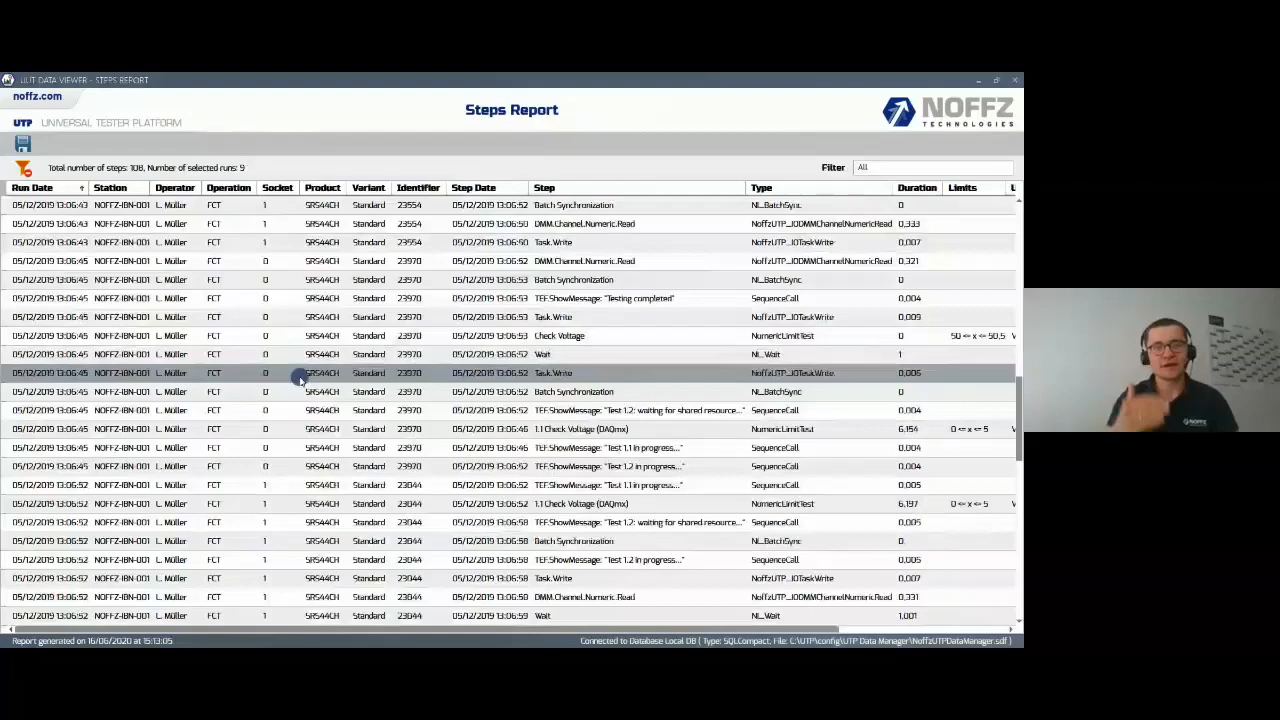 UUT DATA VIEWER - STEPS REPORT
noffz.com
Steps Report
NOFFZ
TECHNOLOGIES
UTP UNIVERSAL TESTER PLATFORM
Total number of steps: 108, Number of selected runs: 9 Filter All
Run Date Station Operator Operation Socket Product Variant Identifier Step Date Step Type Duration Limits U
05/12/2019 13:06:43 NOFFZ-IBN-001 L. Müller FCT 1 SRS44CH Standard 23554 05/12/2019 13:06:52 Batch Synchronization NI_BatchSync 0
05/12/2019 13:06:43 NOFFZ-IBN-001 L. Müller FCT 1 SRS44CH Standard 23554 05/12/2019 13:06:50 DMM.Channel.Numeric.Read NoffzUTP_IODMMChannelNumericRead 0,333
05/12/2019 13:06:43 NOFFZ-IBN-001 L. Müller FCT 1 SRS44CH Standard 23554 05/12/2019 13:06:50 Task.Write NoffzUTP_IOTaskWrite 0,007
05/12/2019 13:06:45 NOFFZ-IBN-001 L. Müller FCT 0 SRS44CH Standard 23970 05/12/2019 13:06:52 DMM.Channel.Numeric.Read NoffzUTP_IODMMChannelNumericRead 0,321
05/12/2019 13:06:45 NOFFZ-IBN-001 L. Müller FCT 0 SRS44CH Standard 23970 05/12/2019 13:06:53 Batch Synchronization NI_BatchSync 0
05/12/2019 13:06:45 NOFFZ-IBN-001 L. Müller FCT 0 SRS44CH Standard 23970 05/12/2019 13:06:53 TEF.ShowMessage: "Testing completed" SequenceCall 0,004
05/12/2019 13:06:45 NOFFZ-IBN-001 L. Müller FCT 0 SRS44CH Standard 23970 05/12/2019 13:06:53 Task.Write NoffzUTP_IOTaskWrite 0,009
05/12/2019 13:06:45 NOFFZ-IBN-001 L. Müller FCT 0 SRS44CH Standard 23970 05/12/2019 13:06:53 Check Voltage NumericLimitTest 0 50 <= x <= 50,5 V
05/12/2019 13:06:45 NOFFZ-IBN-001 L. Müller FCT 0 SRS44CH Standard 23970 05/12/2019 13:06:52 Wait NI_Wait 1
05/12/2019 13:06:45 NOFFZ-IBN-001 L. Müller FCT 0 SRS44CH Standard 23970 05/12/2019 13:06:52 Task.Write NoffzUTP_IOTaskWrite 0,006
05/12/2019 13:06:45 NOFFZ-IBN-001 L. Müller FCT 0 SRS44CH Standard 23970 05/12/2019 13:06:52 Batch Synchronization NI_BatchSync 0
05/12/2019 13:06:45 NOFFZ-IBN-001 L. Müller FCT 0 SRS44CH Standard 23970 05/12/2019 13:06:52 TEF.ShowMessage: "Test 1.2: waiting for shared resource..." SequenceCall 0,004
05/12/2019 13:06:45 NOFFZ-IBN-001 L. Müller FCT 0 SRS44CH Standard 23970 05/12/2019 13:06:46 1.1 Check Voltage (DAQmx) NumericLimitTest 6,154 0 <= x <= 5 V
05/12/2019 13:06:45 NOFFZ-IBN-001 L. Müller FCT 0 SRS44CH Standard 23970 05/12/2019 13:06:46 TEF.ShowMessage: "Test 1.1 in progress..." SequenceCall 0,004
05/12/2019 13:06:45 NOFFZ-IBN-001 L. Müller FCT 0 SRS44CH Standard 23970 05/12/2019 13:06:52 TEF.ShowMessage: "Test 1.2 in progress..." SequenceCall 0,004
05/12/2019 13:06:52 NOFFZ-IBN-001 L. Müller FCT 1 SRS44CH Standard 23844 05/12/2019 13:06:52 TEF.ShowMessage: "Test 1.1 in progress..." SequenceCall 0,005
05/12/2019 13:06:52 NOFFZ-IBN-001 L. Müller FCT 1 SRS44CH Standard 23844 05/12/2019 13:06:52 1.1 Check Voltage (DAQmx) NumericLimitTest 6,197 0 <= x <= 5 V
05/12/2019 13:06:52 NOFFZ-IBN-001 L. Müller FCT 1 SRS44CH Standard 23844 05/12/2019 13:06:58 TEF.ShowMessage: "Test 1.2: waiting for shared resource..." SequenceCall 0,005
05/12/2019 13:06:52 NOFFZ-IBN-001 L. Müller FCT 1 SRS44CH Standard 23844 05/12/2019 13:06:58 Batch Synchronization NI_BatchSync 0
05/12/2019 13:06:52 NOFFZ-IBN-001 L. Müller FCT 1 SRS44CH Standard 23844 05/12/2019 13:06:58 TEF.ShowMessage: "Test 1.2 in progress..." SequenceCall 0,005
05/12/2019 13:06:52 NOFFZ-IBN-001 L. Müller FCT 1 SRS44CH Standard 23844 05/12/2019 13:06:58 Task.Write NoffzUTP_IOTaskWrite 0,007
05/12/2019 13:06:52 NOFFZ-IBN-001 L. Müller FCT 1 SRS44CH Standard 23844 05/12/2019 13:06:58 DMM.Channel.Numeric.Read NoffzUTP_IODMMChannelNumericRead 0,331
05/12/2019 13:06:52 NOFFZ-IBN-001 L. Müller FCT 1 SRS44CH Standard 23844 05/12/2019 13:06:59 Wait NI_Wait 1,001
Report generated on 16/06/2020 at 15:13:05 Connected to Database Local DB ( Type: SQLCompact, File: C:\UTP\config\UTP Data Manager\NoffzUTPDataManager.sdf )
NOFFZ